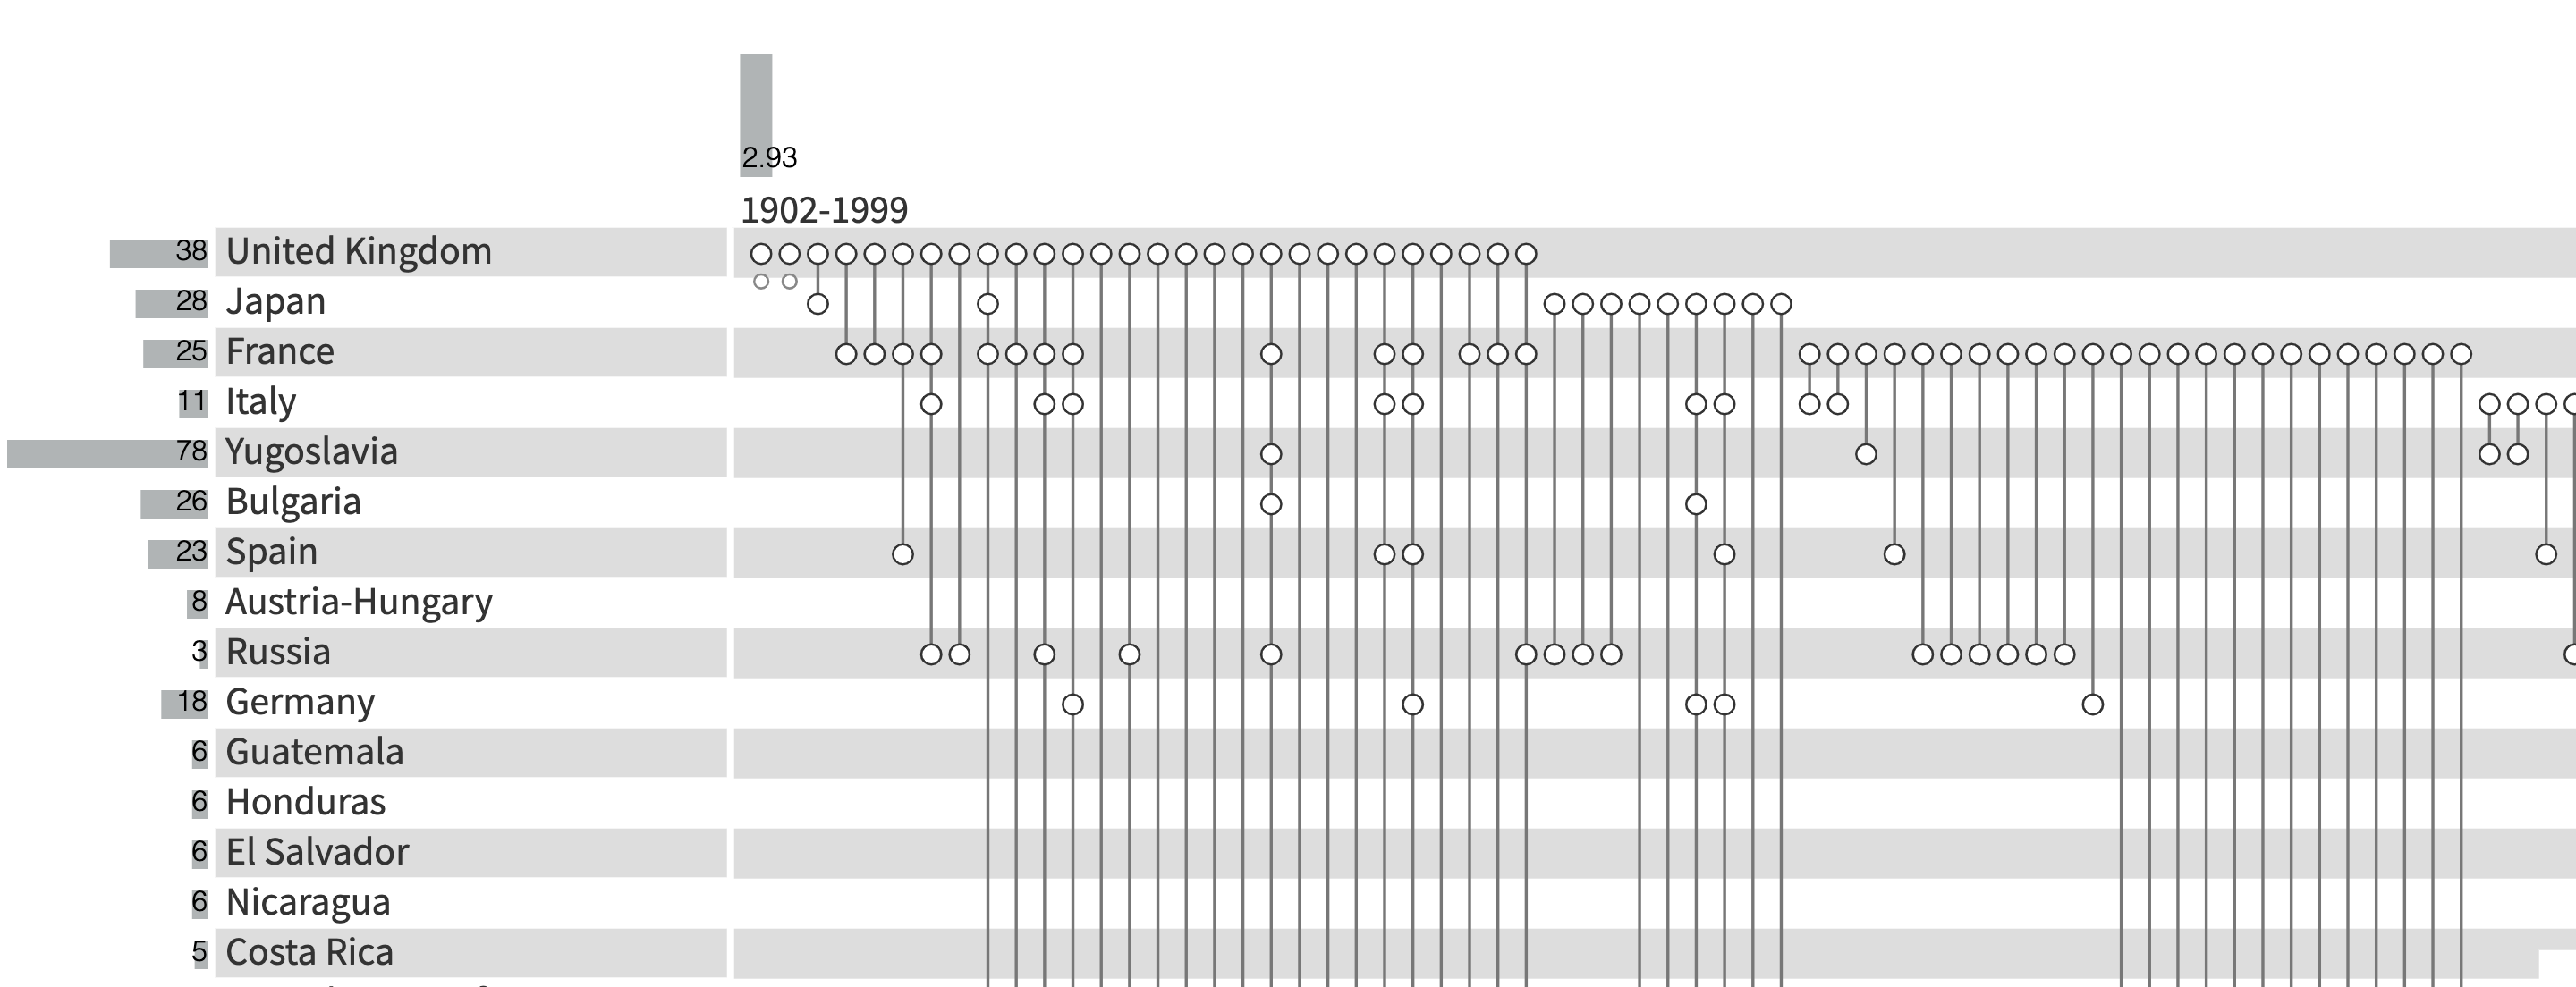 2.93
1902-1999
38 United Kingdom
28 Japan
25 France
11 Italy
78 Yugoslavia
26 Bulgaria
23 Spain
8 Austria-Hungary
3 Russia
18 Germany
6 Guatemala
6 Honduras
6 El Salvador
6 Nicaragua
5 Costa Rica